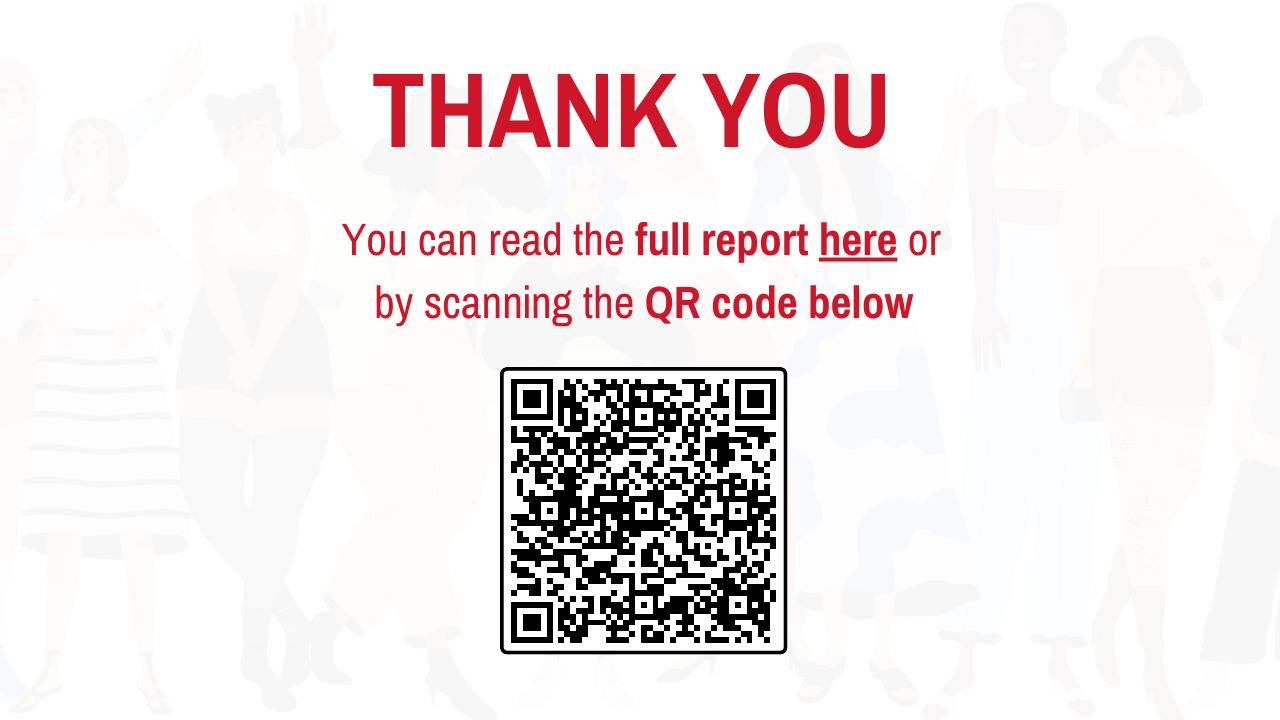 THANK YOU
You can read the full report here or
by scanning the QR code below